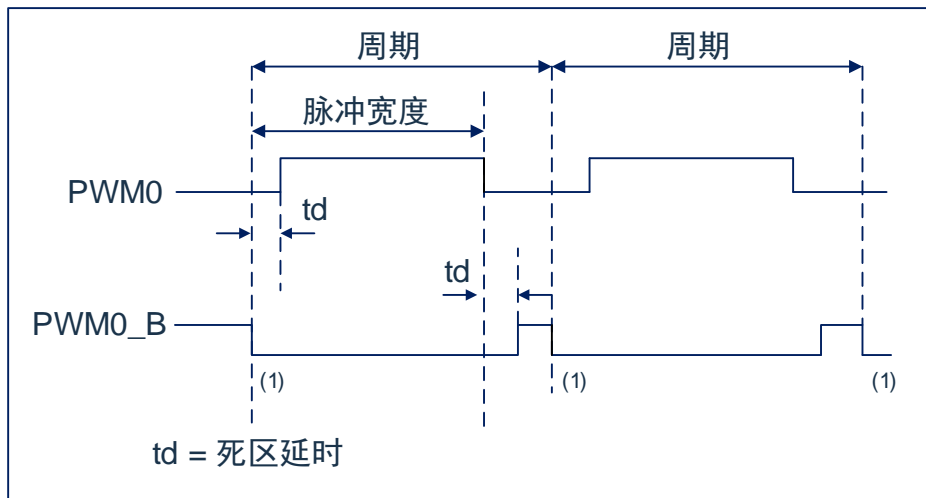 周期 周期
脉冲宽度
PWM0
td
td
PWM0_B
(1) (1) (1)
td = 死区延时